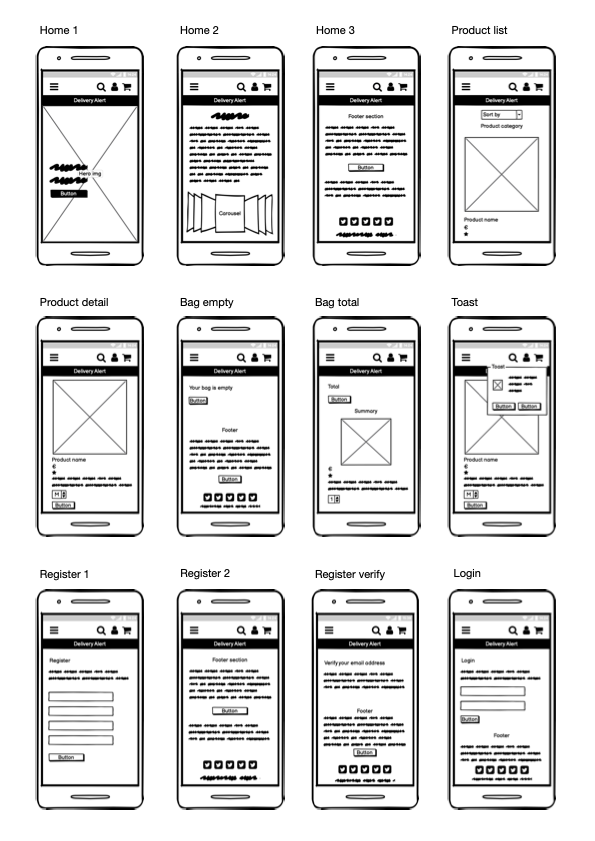 Home 1
Delivery Alert
Hero img
Button
Home 2
Delivery Alert
Carousel
Home 3
Delivery Alert
Footer section
Button
Product list
Delivery Alert
Sort by
Product category
Product name
€
Product detail
Delivery Alert
Product name
€
M
Button
Bag empty
Delivery Alert
Your bag is empty
Button
Footer
Button
Bag total
Delivery Alert
Total
Button
Summary
€
1
Toast
Toast
Button Button
Product name
€
M
Button
Register 1
Delivery Alert
Register
Button
Register 2
Delivery Alert
Footer section
Button
Register verify
Delivery Alert
Verify your email address
Footer
Button
Login
Delivery Alert
Login
Button
Footer